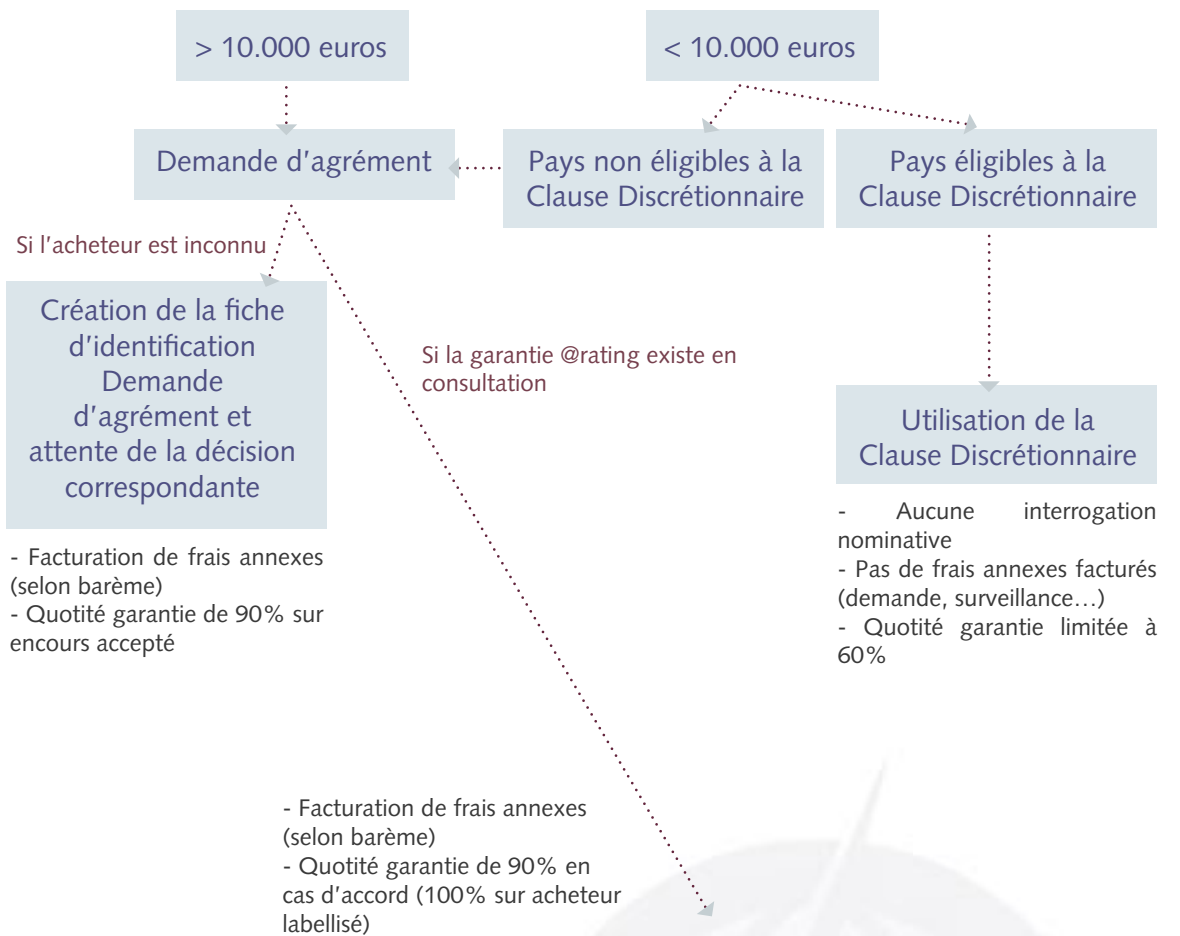 > 10.000 euros
< 10.000 euros
Demande d'agrément
Pays non éligibles à la
Clause Discrétionnaire
Pays éligibles à la
Clause Discrétionnaire
Si l'acheteur est inconnu
Création de la fiche
d'identification
Demande
d'agrément et
attente de la décision
correspondante
Si la garantie @rating existe en
consultation
Utilisation de la
Clause Discrétionnaire
- Facturation de frais annexes
(selon barème)
- Quotité garantie de 90% sur
encours accepté
- Aucune interrogation
nominative
- Pas de frais annexes facturés
(demande, surveillance…)
- Quotité garantie limitée à
60%
- Facturation de frais annexes
(selon barème)
- Quotité garantie de 90% en
cas d'accord (100% sur acheteur
labellisé)